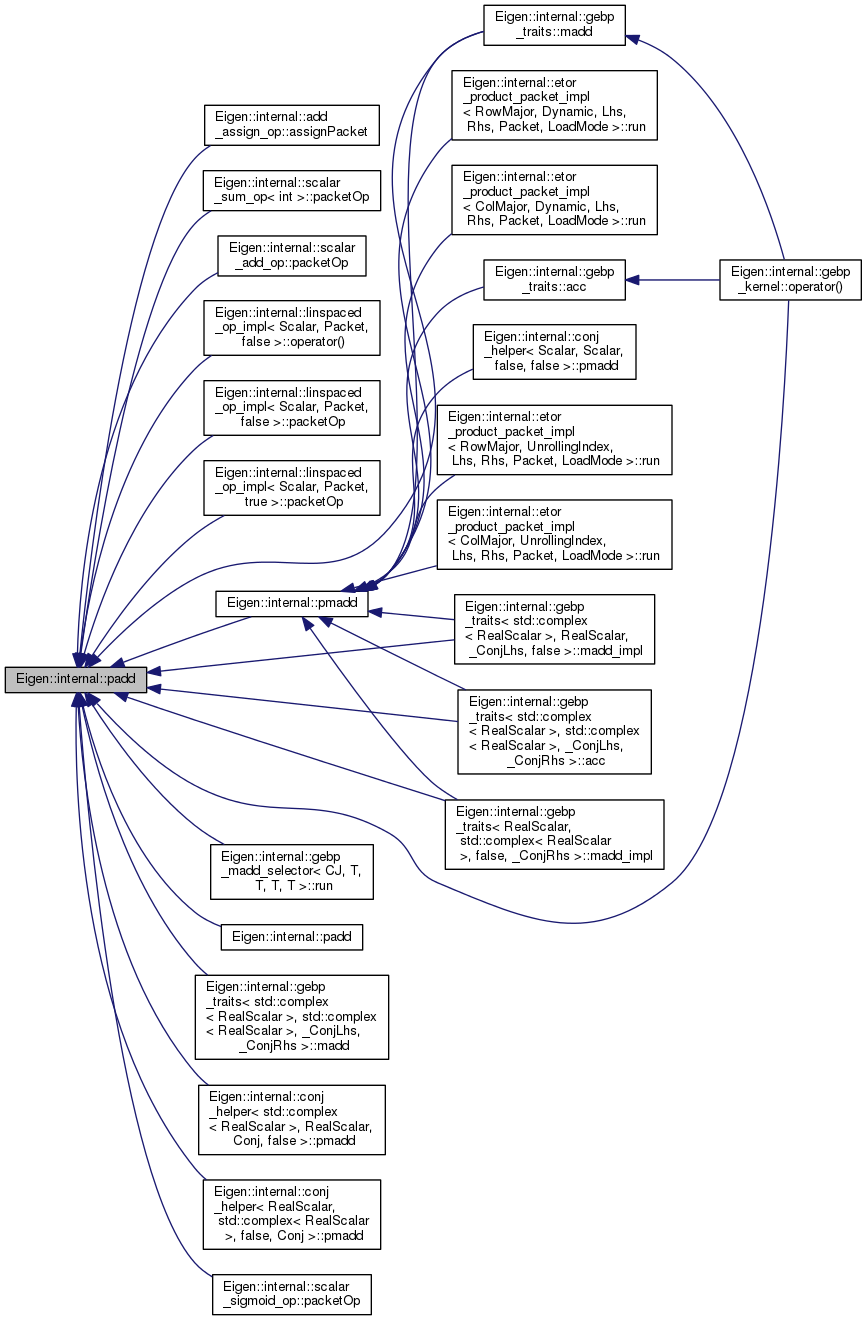 Eigen::internal::gebp
_traits::madd
Eigen::internal::etor
_product_packet_impl
< RowMajor, Dynamic, Lhs,
Rhs, Packet, LoadMode >::run
Eigen::internal::add
_assign_op::assignPacket
Eigen::internal::scalar
_sum_op< int >::packetOp
Eigen::internal::etor
_product_packet_impl
< ColMajor, Dynamic, Lhs,
Rhs, Packet, LoadMode >::run
Eigen::internal::scalar
_add_op::packetOp
Eigen::internal::gebp
_traits::acc
Eigen::internal::gebp
_kernel::operator()
Eigen::internal::linspaced
_op_impl< Scalar, Packet,
false >::operator()
Eigen::internal::conj
_helper< Scalar, Scalar,
false, false >::pmadd
Eigen::internal::linspaced
_op_impl< Scalar, Packet,
false >::packetOp
Eigen::internal::etor
_product_packet_impl
< RowMajor, UnrollingIndex,
Lhs, Rhs, Packet, LoadMode >::run
Eigen::internal::linspaced
_op_impl< Scalar, Packet,
true >::packetOp
Eigen::internal::etor
_product_packet_impl
< ColMajor, UnrollingIndex,
Lhs, Rhs, Packet, LoadMode >::run
Eigen::internal::pmadd
Eigen::internal::gebp
_traits< std::complex
< RealScalar >, RealScalar,
_ConjLhs, false >::madd_impl
Eigen::internal::padd
Eigen::internal::gebp
_traits< std::complex
< RealScalar >, std::complex
< RealScalar >, _ConjLhs,
_ConjRhs >::acc
Eigen::internal::gebp
_traits< RealScalar,
std::complex< RealScalar
>, false, _ConjRhs >::madd_impl
Eigen::internal::gebp
_madd_selector< CJ, T,
T, T, T >::run
Eigen::internal::padd
Eigen::internal::gebp
_traits< std::complex
< RealScalar >, std::complex
< RealScalar >, _ConjLhs,
_ConjRhs >::madd
Eigen::internal::conj
_helper< std::complex
< RealScalar >, RealScalar,
Conj, false >::pmadd
Eigen::internal::conj
_helper< RealScalar,
std::complex< RealScalar
>, false, Conj >::pmadd
Eigen::internal::scalar
_sigmoid_op::packetOp